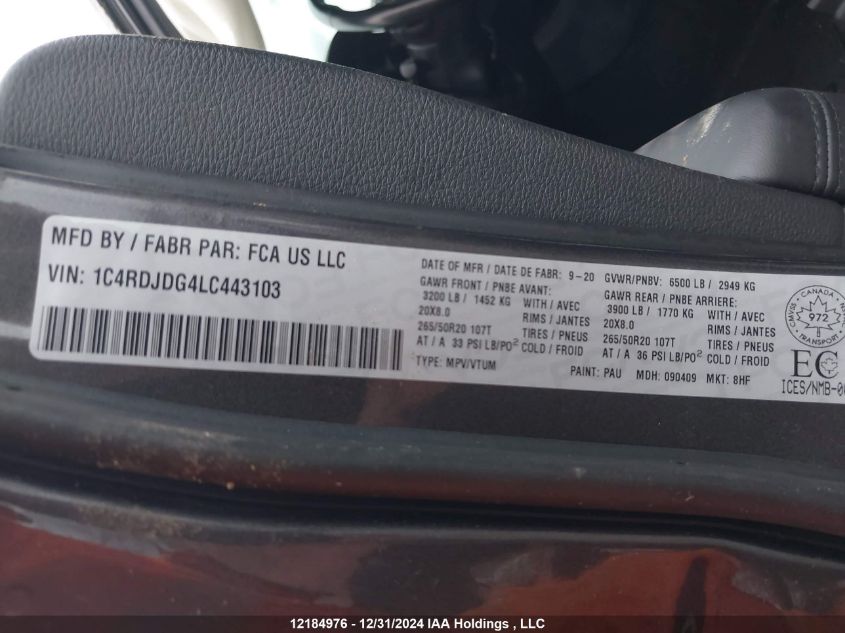 MFD BY / FABR PAR: FCA US LLC
VIN: 1C4RDJDG4LC443103
DATE OF MFR / DATE DE FABR: 9-20
GAWR FRONT / PNBE AVANT:
3200 LB / 1452 KG WITH / AVEC
20X8.0 RIMS / JANTES
265/50R20 107T TIRES / PNEUS
AT / A 33 PSI LB/PO² COLD / FROID
TYPE: MPV/VTUM
GVWR/PNBV: 6500 LB / 2949 KG
GAWR REAR / PNBE ARRIERE:
3900 LB / 1770 KG WITH / AVEC
20X8.0 RIMS / JANTES
265/50R20 107T TIRES / PNEUS
AT / A 36 PSI LB/PO² COLD / FROID
PAINT: PAU MDH: 090409 MKT: 8HF
CANADA
CMVSS
972
TRANSPORT
EC
ICES/NMB-
12184976 - 12/31/2024 IAA Holdings , LLC